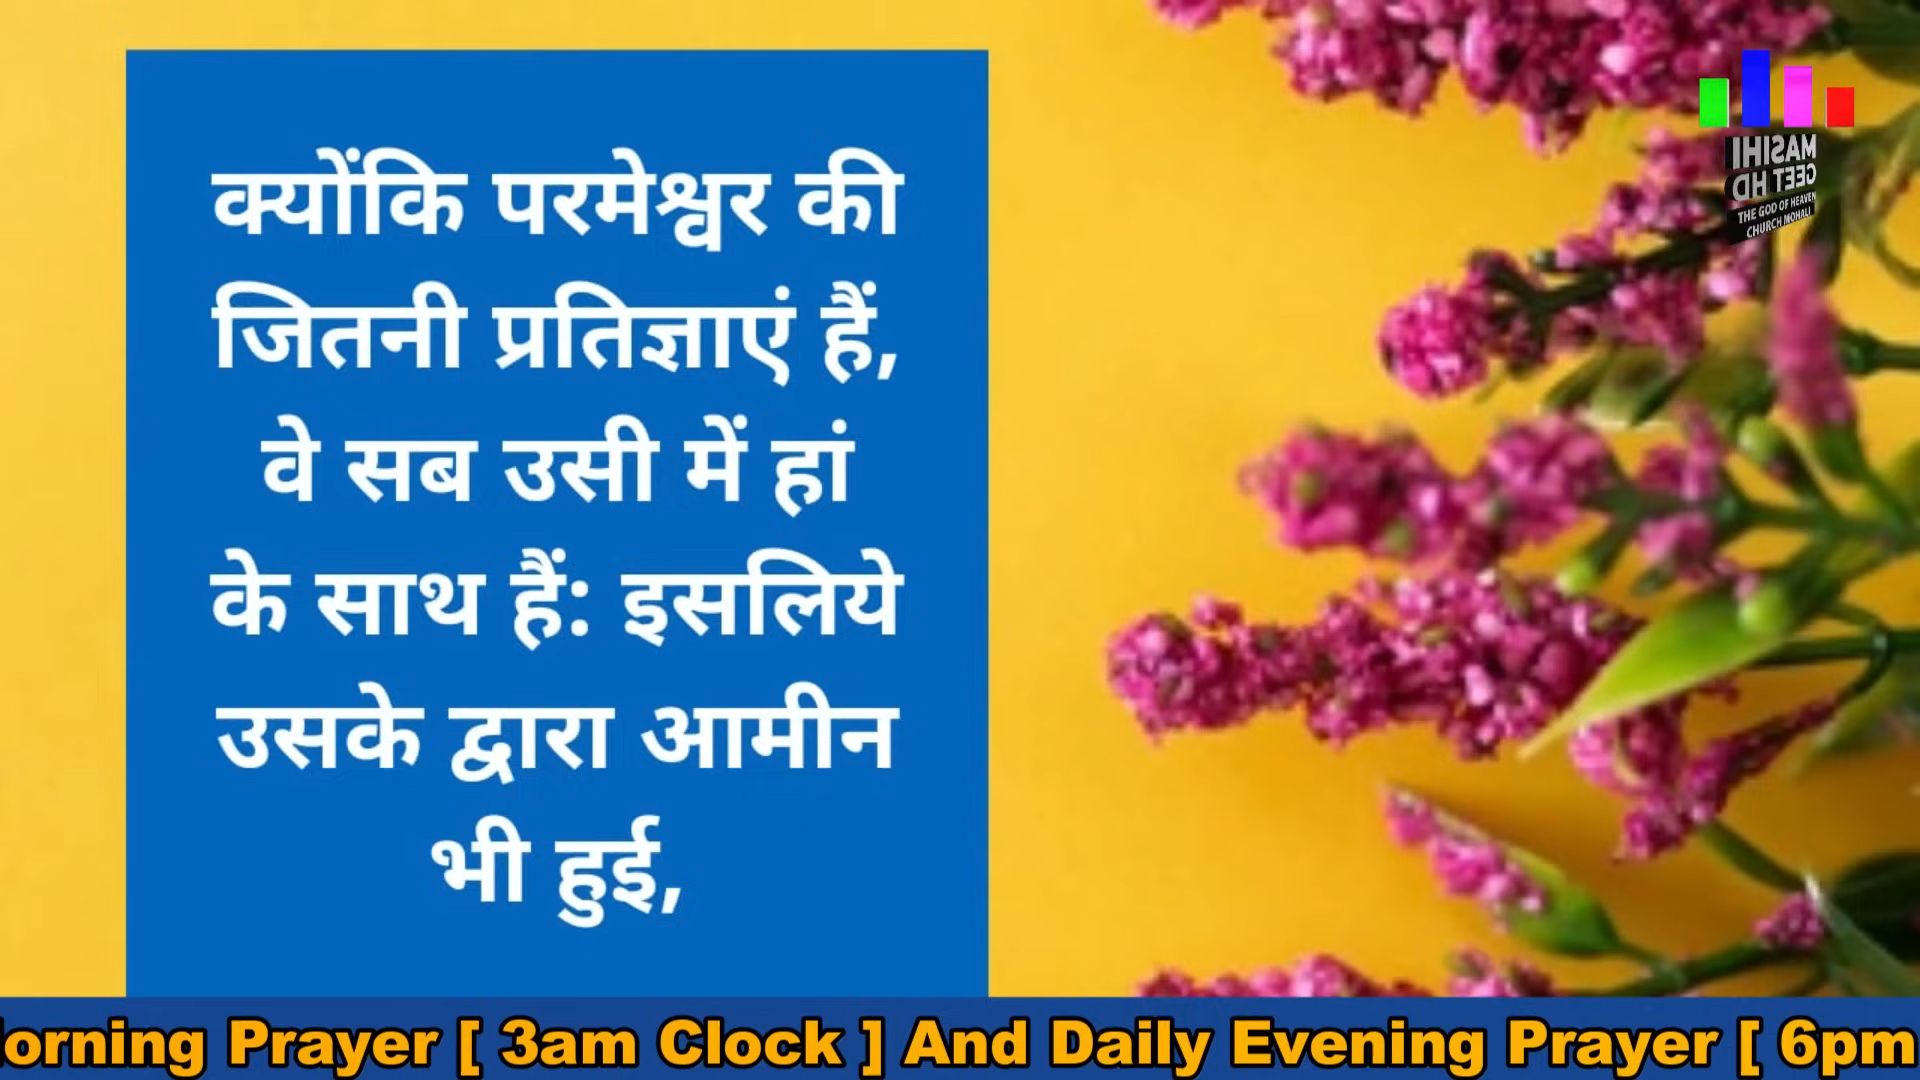 क्योंकि परमेश्वर की
जितनी प्रतिज्ञाएं हैं,
वे सब उसी में हां
के साथ हैं: इसलिये
उसके द्वारा आमीन
भी हुई,
MASIHI
GEET HD
THE GOD OF HEAVEN
CHURCH MOHALI
orning Prayer [ 3am Clock ] And Daily Evening Prayer [ 6pm